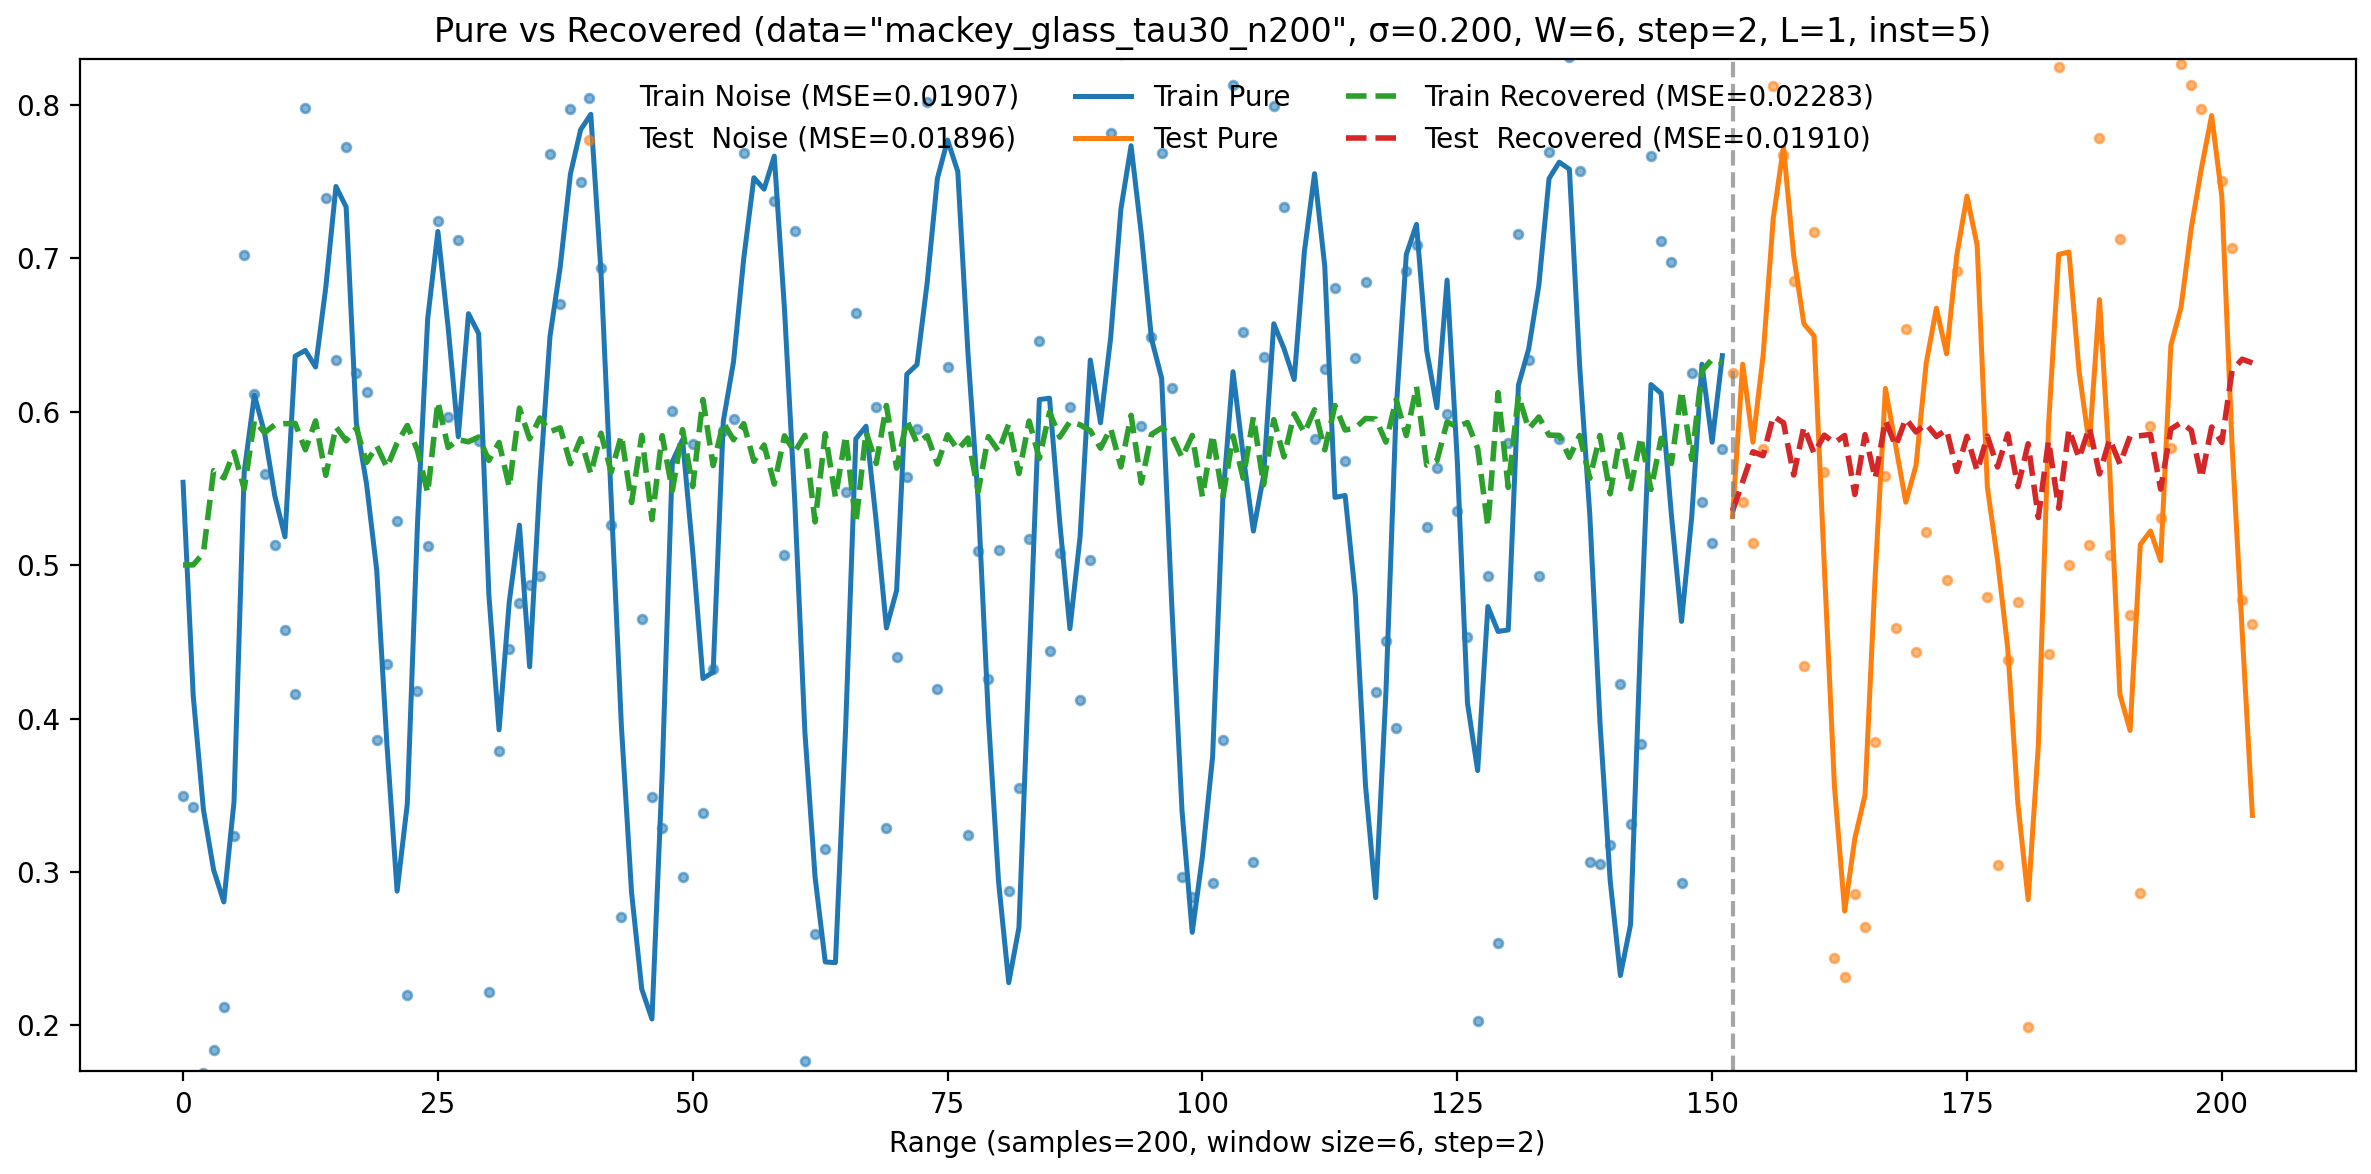 Pure vs Recovered (data="mackey_glass_tau30_n200", σ=0.200, W=6, step=2, L=1, inst=5)
Train Noise (MSE=0.01907) Train Pure Train Recovered (MSE=0.02283)
Test  Noise (MSE=0.01896) Test Pure Test  Recovered (MSE=0.01910)
0.8
0.7
0.6
0.5
0.4
0.3
0.2
0 25 50 75 100 125 150 175 200
Range (samples=200, window size=6, step=2)